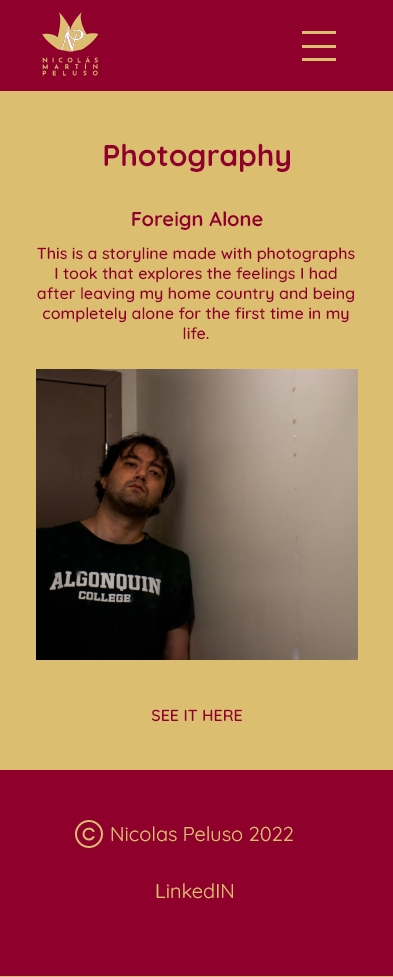 NICOLÁS
MARTÍN
PELUSO
Photography
Foreign Alone
This is a storyline made with photographs
I took that explores the feelings I had
after leaving my home country and being
completely alone for the first time in my
life.
ALGONQUIN
COLLEGE
SEE IT HERE
© Nicolas Peluso 2022
LinkedIN